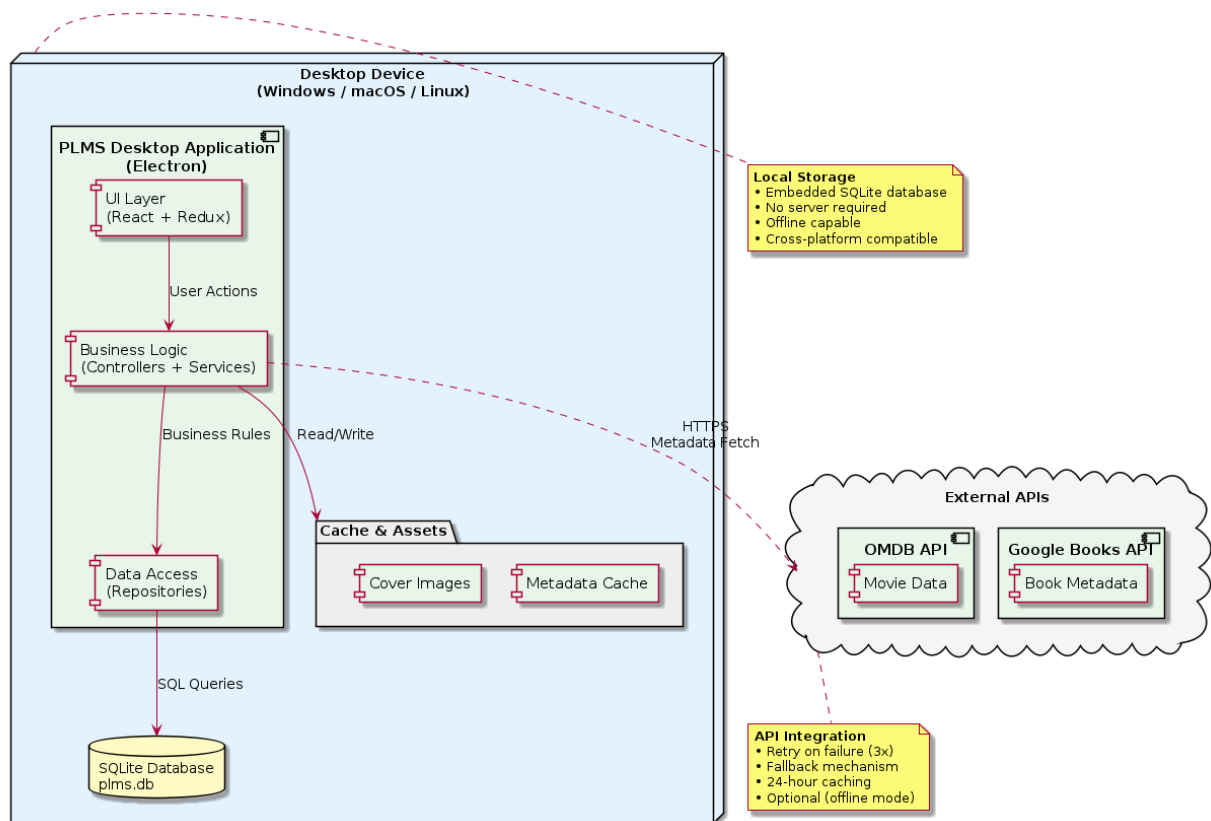 Desktop Device
(Windows / macOS / Linux)
PLMS Desktop Application
(Electron)
UI Layer
(React + Redux)
User Actions
Business Logic
(Controllers + Services)
Business Rules
Read/Write
HTTPS
Metadata Fetch
Data Access
(Repositories)
SQL Queries
SQLite Database
plms.db
Cache & Assets
Cover Images
Metadata Cache
Local Storage
• Embedded SQLite database
• No server required
• Offline capable
• Cross-platform compatible
External APIs
OMDB API
Movie Data
Google Books API
Book Metadata
API Integration
• Retry on failure (3x)
• Fallback mechanism
• 24-hour caching
• Optional (offline mode)